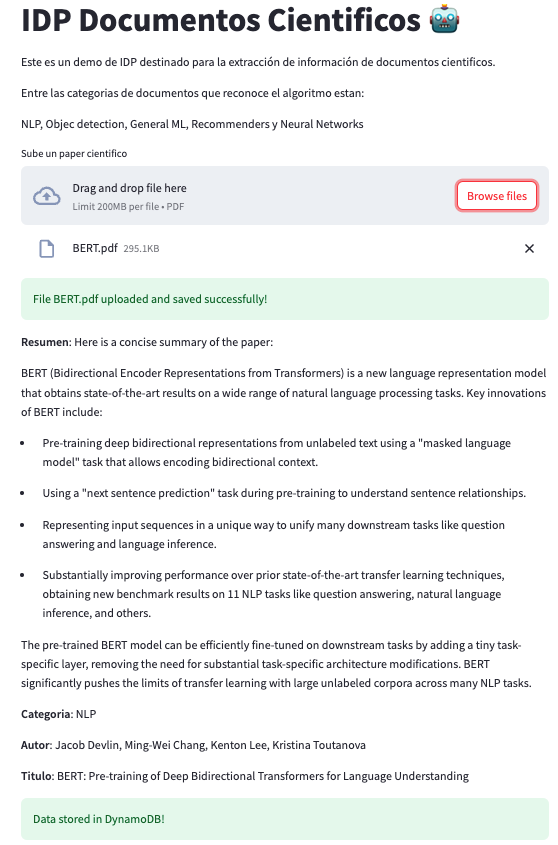 IDP Documentos Cientificos 🤖
Este es un demo de IDP destinado para la extracción de información de documentos cientificos.
Entre las categorias de documentos que reconoce el algoritmo estan:
NLP, Objec detection, General ML, Recommenders y Neural Networks
Sube un paper cientifico
Drag and drop file here
Limit 200MB per file • PDF
Browse files
BERT.pdf 295.1KB
File BERT.pdf uploaded and saved successfully!
Resumen: Here is a concise summary of the paper:
BERT (Bidirectional Encoder Representations from Transformers) is a new language representation model
that obtains state-of-the-art results on a wide range of natural language processing tasks. Key innovations
of BERT include:
• Pre-training deep bidirectional representations from unlabeled text using a "masked language
model" task that allows encoding bidirectional context.
• Using a "next sentence prediction" task during pre-training to understand sentence relationships.
• Representing input sequences in a unique way to unify many downstream tasks like question
answering and language inference.
• Substantially improving performance over prior state-of-the-art transfer learning techniques,
obtaining new benchmark results on 11 NLP tasks like question answering, natural language
inference, and others.
The pre-trained BERT model can be efficiently fine-tuned on downstream tasks by adding a tiny task-
specific layer, removing the need for substantial task-specific architecture modifications. BERT
significantly pushes the limits of transfer learning with large unlabeled corpora across many NLP tasks.
Categoria: NLP
Autor: Jacob Devlin, Ming-Wei Chang, Kenton Lee, Kristina Toutanova
Titulo: BERT: Pre-training of Deep Bidirectional Transformers for Language Understanding
Data stored in DynamoDB!